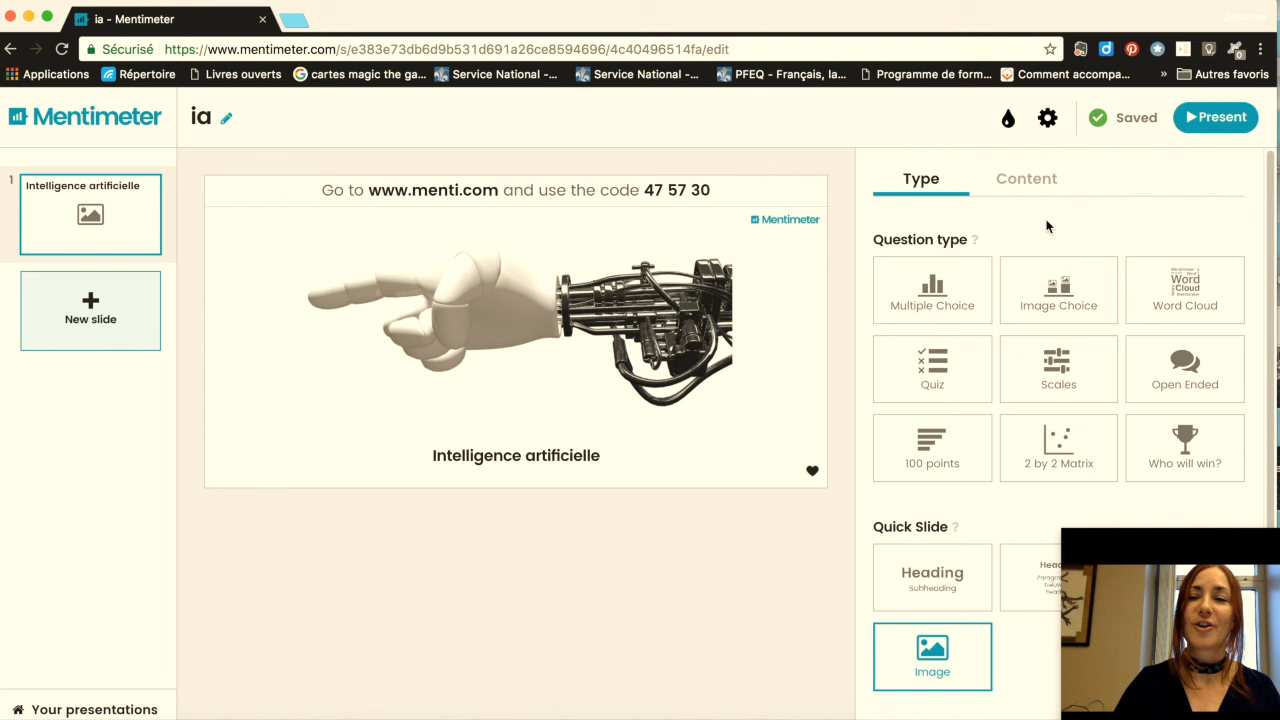 ia - Mentimeter
Sécurisé https://www.mentimeter.com/s/e383e73db6d9b531d691a26ce8594696/4c40496514fa/edit
Applications Répertoire Livres ouverts cartes magic the ga... Service National -... Service National -... PFEQ - Français, la... Programme de form... Comment accompa... » Autres favoris
Mentimeter
ia
Saved
Present
1
Intelligence artificielle
New slide
Your presentations
Go to www.menti.com and use the code 47 57 30
Mentimeter
Intelligence artificielle
Type Content
Question type ?
Multiple Choice
Image Choice
Word Cloud
Quiz
Scales
Open Ended
100 points
2 by 2 Matrix
Who will win?
Quick Slide ?
Heading
Subheading
Image